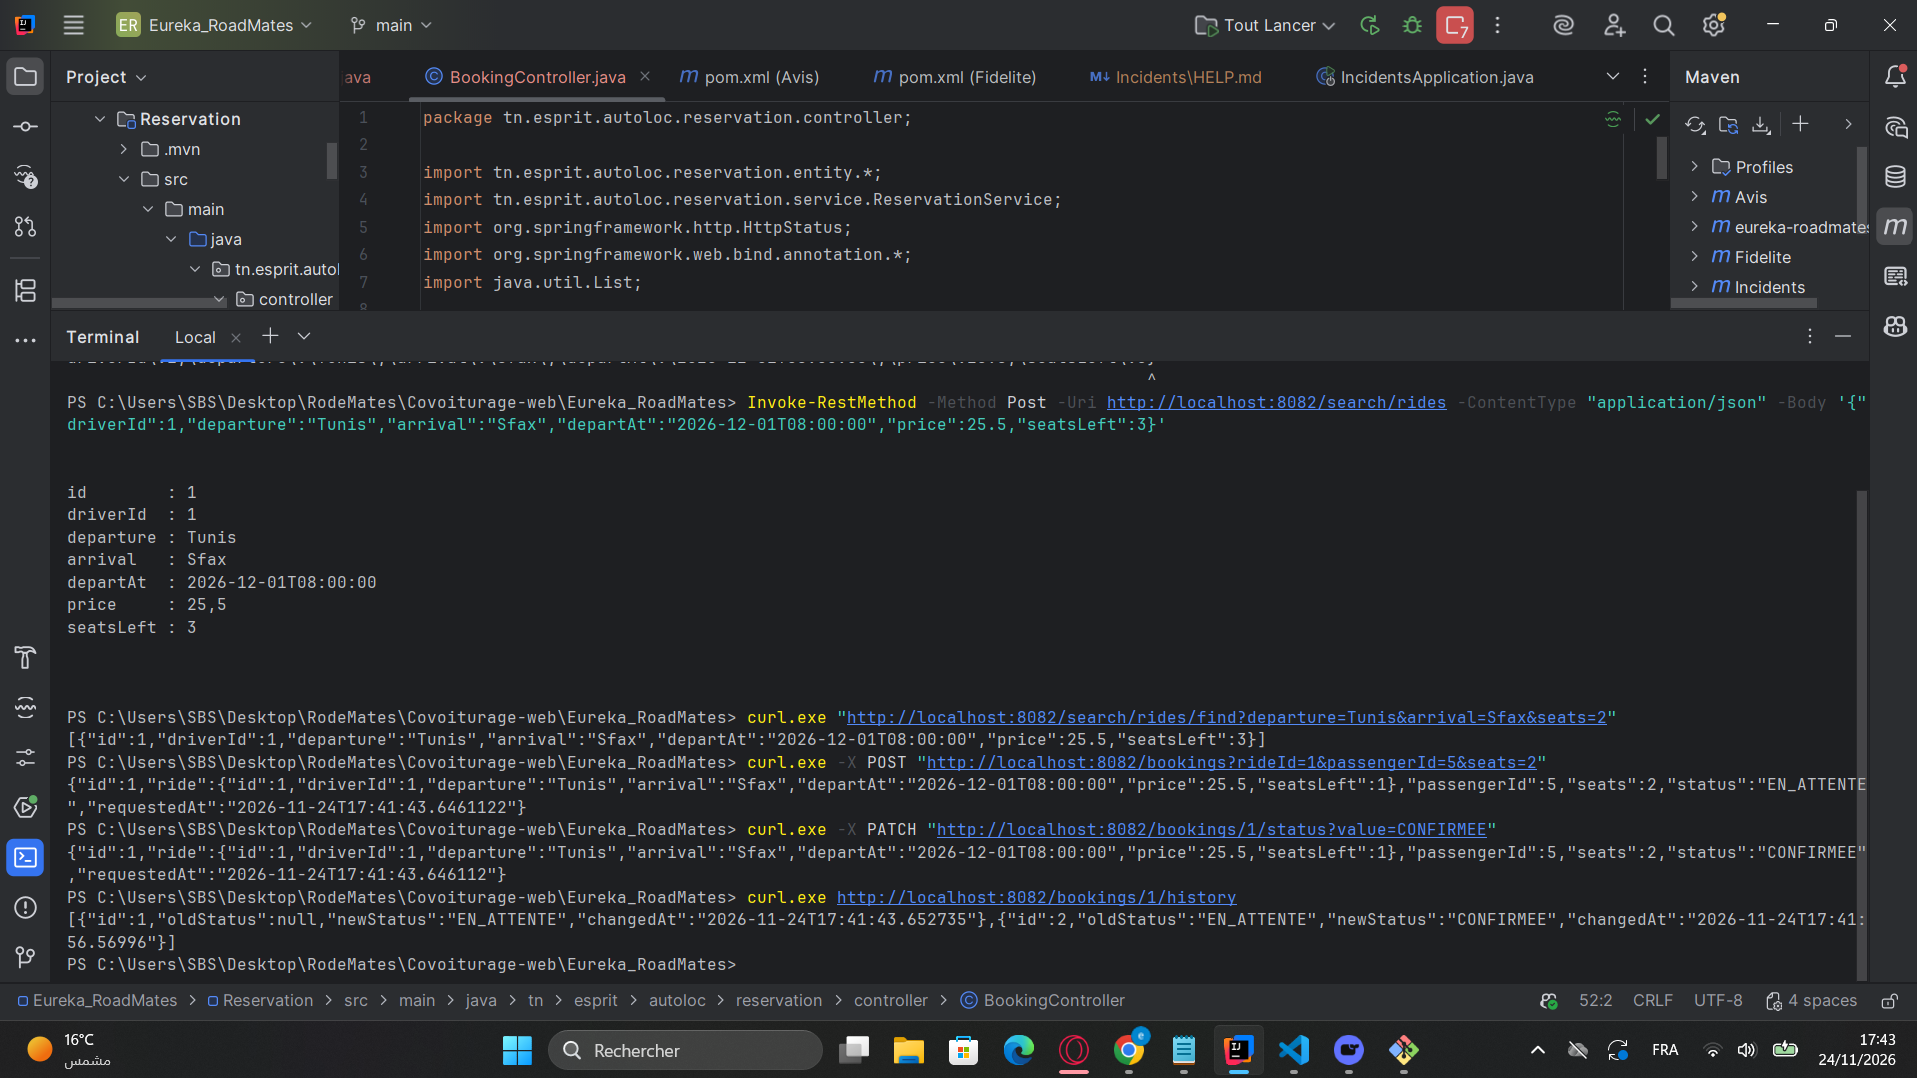 ER Eureka_RoadMates main Tout Lancer 7
Project
ava BookingController.java pom.xml (Avis) pom.xml (Fidelite) Incidents\HELP.md IncidentsApplication.java
Maven
Reservation
.mvn
src
main
java
tn.esprit.autol
controller
1 package tn.esprit.autoloc.reservation.controller;
2
3 import tn.esprit.autoloc.reservation.entity.*;
4 import tn.esprit.autoloc.reservation.service.ReservationService;
5 import org.springframework.http.HttpStatus;
6 import org.springframework.web.bind.annotation.*;
7 import java.util.List;
8
Profiles
Avis
eureka-roadmates
Fidelite
Incidents
Terminal Local
^
PS C:\Users\SBS\Desktop\RodeMates\Covoiturage-web\Eureka_RoadMates> Invoke-RestMethod -Method Post -Uri http://localhost:8082/search/rides -ContentType "application/json" -Body '{"
driverId":1,"departure":"Tunis","arrival":"Sfax","departAt":"2026-12-01T08:00:00","price":25.5,"seatsLeft":3}'
id : 1
driverId : 1
departure : Tunis
arrival : Sfax
departAt : 2026-12-01T08:00:00
price : 25,5
seatsLeft : 3
PS C:\Users\SBS\Desktop\RodeMates\Covoiturage-web\Eureka_RoadMates> curl.exe "http://localhost:8082/search/rides/find?departure=Tunis&arrival=Sfax&seats=2"
[{"id":1,"driverId":1,"departure":"Tunis","arrival":"Sfax","departAt":"2026-12-01T08:00:00","price":25.5,"seatsLeft":3}]
PS C:\Users\SBS\Desktop\RodeMates\Covoiturage-web\Eureka_RoadMates> curl.exe -X POST "http://localhost:8082/bookings?rideId=1&passengerId=5&seats=2"
{"id":1,"ride":{"id":1,"driverId":1,"departure":"Tunis","arrival":"Sfax","departAt":"2026-12-01T08:00:00","price":25.5,"seatsLeft":1},"passengerId":5,"seats":2,"status":"EN_ATTENTE
","requestedAt":"2026-11-24T17:41:43.6461122"}
PS C:\Users\SBS\Desktop\RodeMates\Covoiturage-web\Eureka_RoadMates> curl.exe -X PATCH "http://localhost:8082/bookings/1/status?value=CONFIRMEE"
{"id":1,"ride":{"id":1,"driverId":1,"departure":"Tunis","arrival":"Sfax","departAt":"2026-12-01T08:00:00","price":25.5,"seatsLeft":1},"passengerId":5,"seats":2,"status":"CONFIRMEE"
,"requestedAt":"2026-11-24T17:41:43.646112"}
PS C:\Users\SBS\Desktop\RodeMates\Covoiturage-web\Eureka_RoadMates> curl.exe http://localhost:8082/bookings/1/history
[{"id":1,"oldStatus":null,"newStatus":"EN_ATTENTE","changedAt":"2026-11-24T17:41:43.652735"},{"id":2,"oldStatus":"EN_ATTENTE","newStatus":"CONFIRMEE","changedAt":"2026-11-24T17:41:
56.56996"}]
PS C:\Users\SBS\Desktop\RodeMates\Covoiturage-web\Eureka_RoadMates>
Eureka_RoadMates > Reservation > src > main > java > tn > esprit > autoloc > reservation > controller > BookingController 52:2 CRLF UTF-8 4 spaces
16°C
مشمس
Rechercher
FRA
17:43
24/11/2026